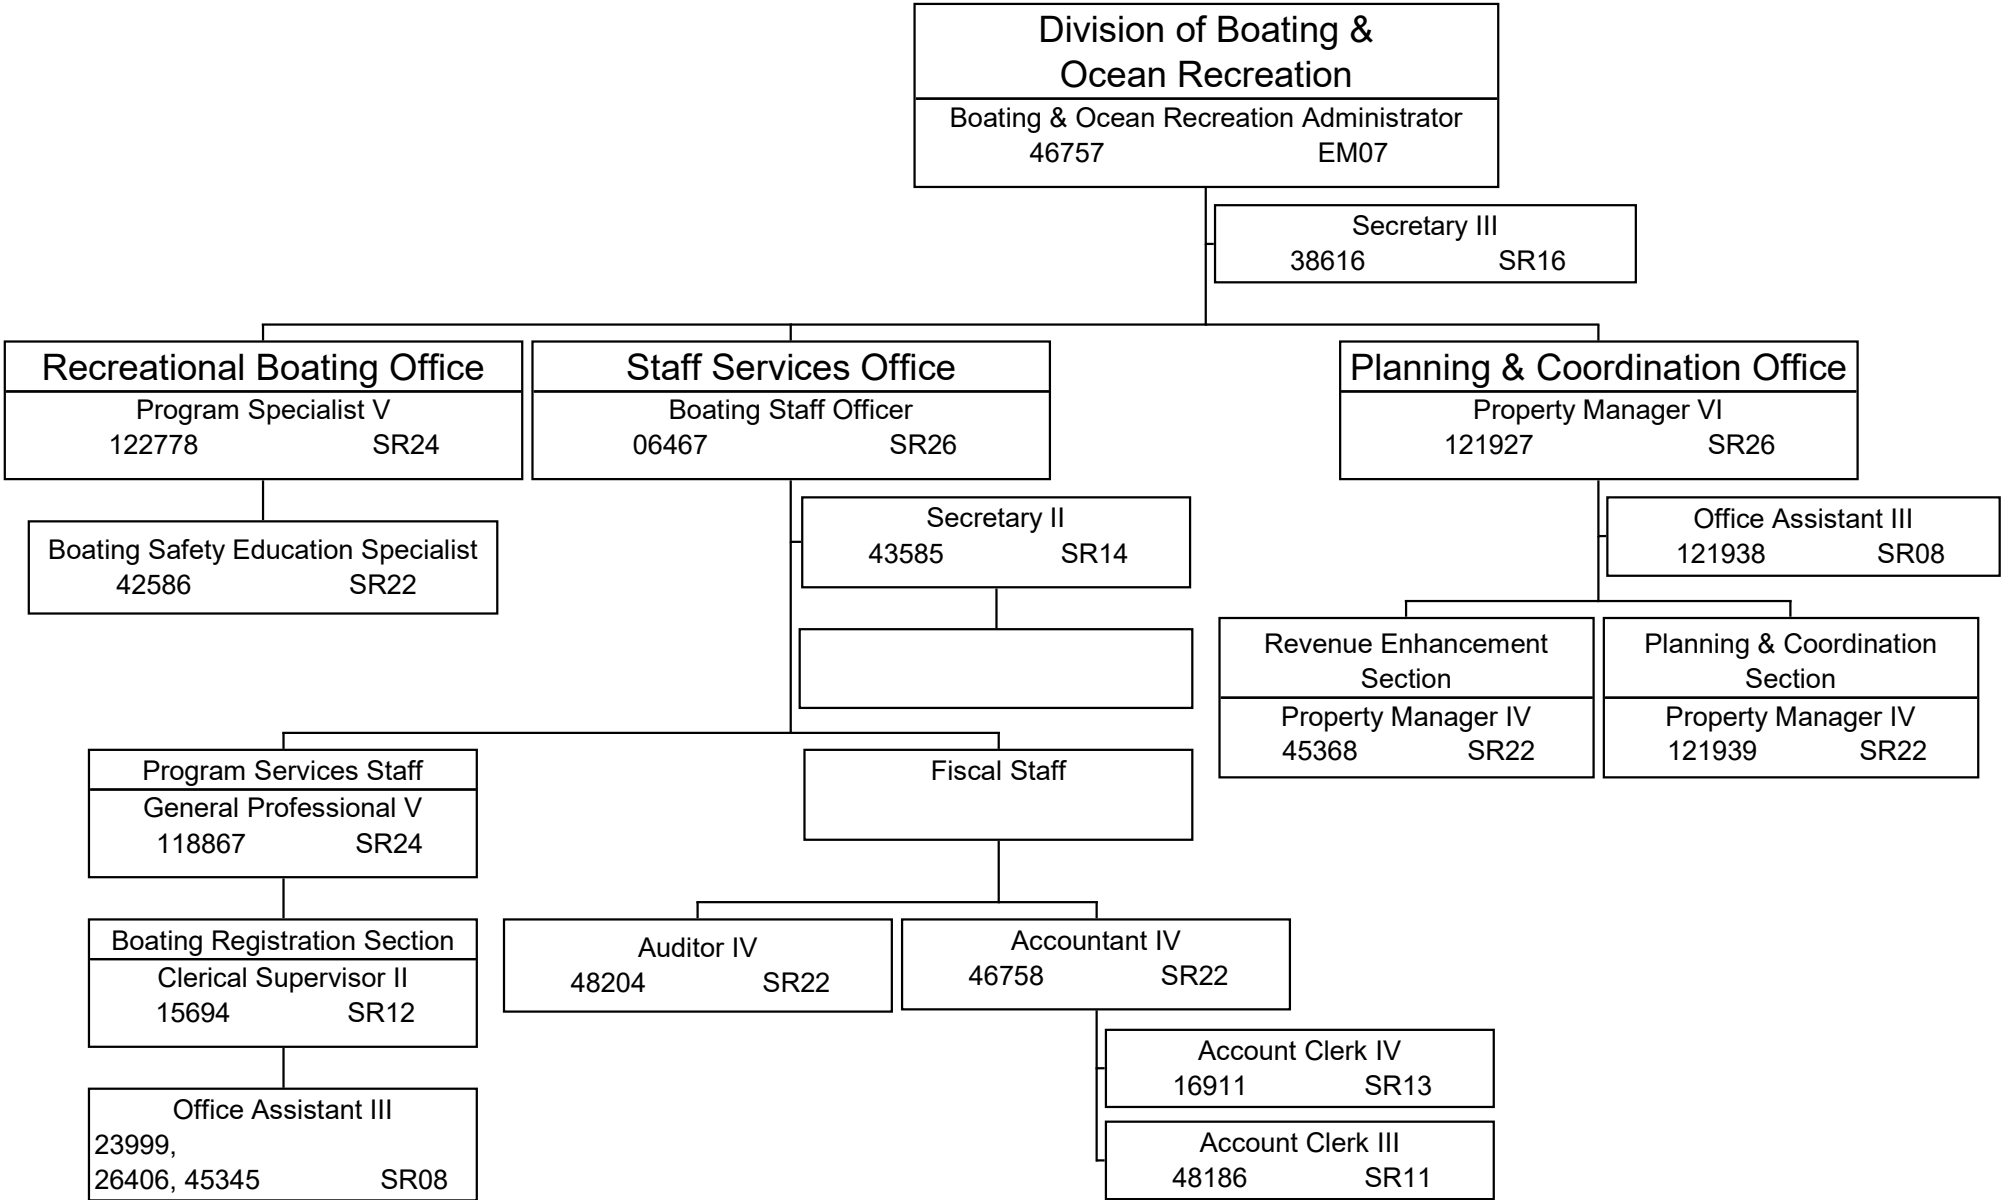 Division of Boating &
Ocean Recreation
Boating & Ocean Recreation Administrator
46757 EM07
Secretary III
38616 SR16
Recreational Boating Office
Program Specialist V
122778 SR24
Staff Services Office
Boating Staff Officer
06467 SR26
Planning & Coordination Office
Property Manager VI
121927 SR26
Boating Safety Education Specialist
42586 SR22
Secretary II
43585 SR14
Office Assistant III
121938 SR08
Revenue Enhancement
Section
Property Manager IV
45368 SR22
Planning & Coordination
Section
Property Manager IV
121939 SR22
Program Services Staff
General Professional V
118867 SR24
Fiscal Staff
Boating Registration Section
Clerical Supervisor II
15694 SR12
Auditor IV
48204 SR22
Accountant IV
46758 SR22
Account Clerk IV
16911 SR13
Account Clerk III
48186 SR11
Office Assistant III
23999,
26406, 45345 SR08